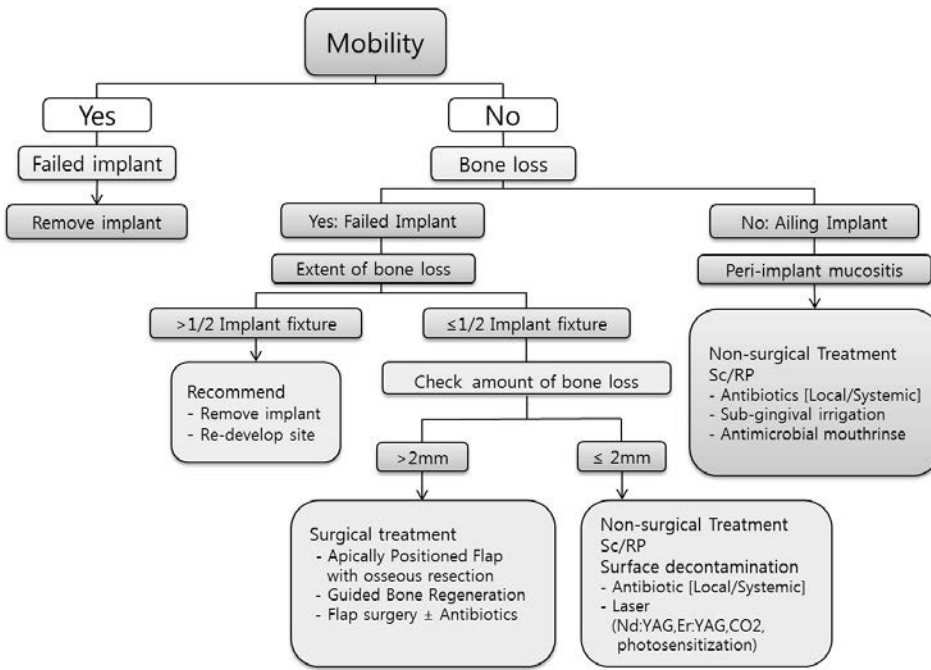 Mobility
Yes
No
Failed implant
Bone loss
Remove implant
Yes: Failed Implant
No: Ailing Implant
Extent of bone loss
Peri-implant mucositis
>1/2 Implant fixture
≤1/2 Implant fixture
Recommend
- Remove implant
- Re-develop site
Check amount of bone loss
Non-surgical Treatment
Sc/RP
- Antibiotics [Local/Systemic]
- Sub-gingival irrigation
- Antimicrobial mouthrinse
>2mm
≤ 2mm
Surgical treatment
- Apically Positioned Flap
with osseous resection
- Guided Bone Regeneration
- Flap surgery ± Antibiotics
Non-surgical Treatment
Sc/RP
Surface decontamination
- Antibiotic [Local/Systemic]
- Laser
(Nd:YAG,Er:YAG,CO2,
photosensitization)